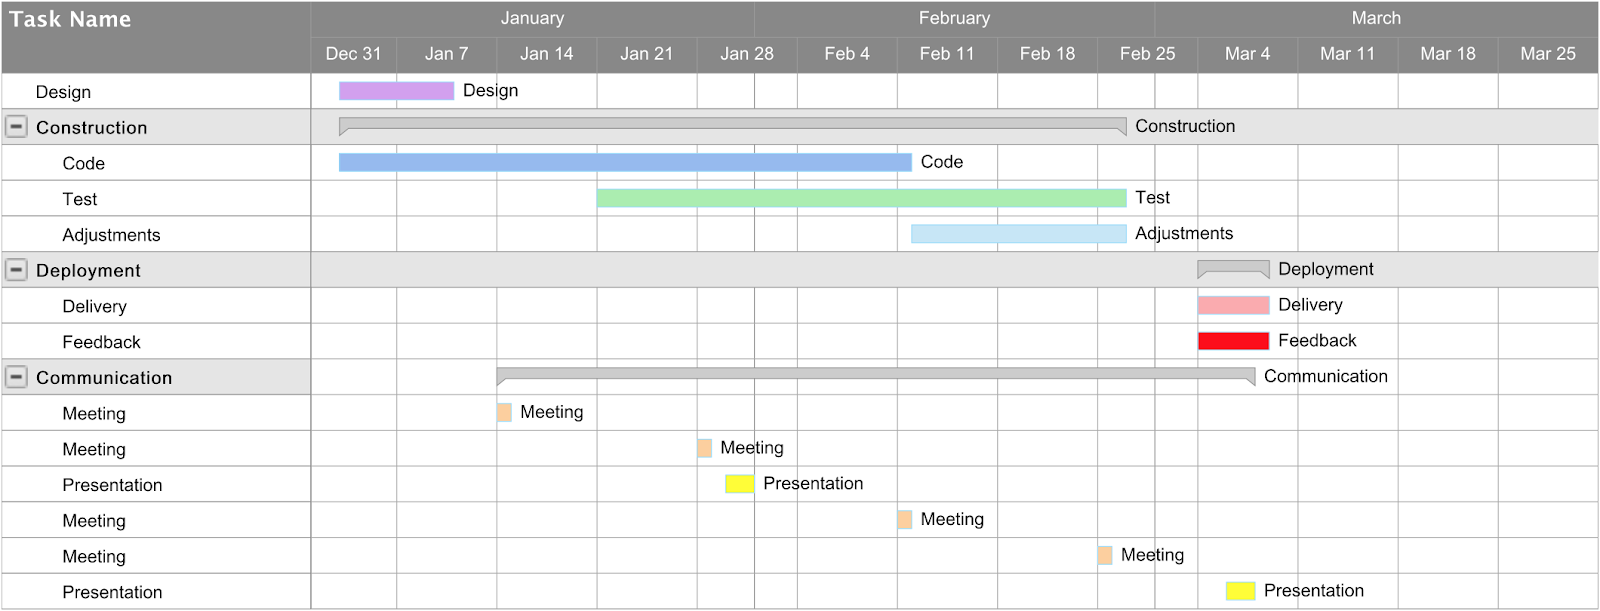 Task Name
January February March
Dec 31 Jan 7 Jan 14 Jan 21 Jan 28 Feb 4 Feb 11 Feb 18 Feb 25 Mar 4 Mar 11 Mar 18 Mar 25
Design Design
Construction Construction
Code Code
Test Test
Adjustments Adjustments
Deployment Deployment
Delivery Delivery
Feedback Feedback
Communication Communication
Meeting Meeting
Meeting Meeting
Presentation Presentation
Meeting Meeting
Meeting Meeting
Presentation Presentation